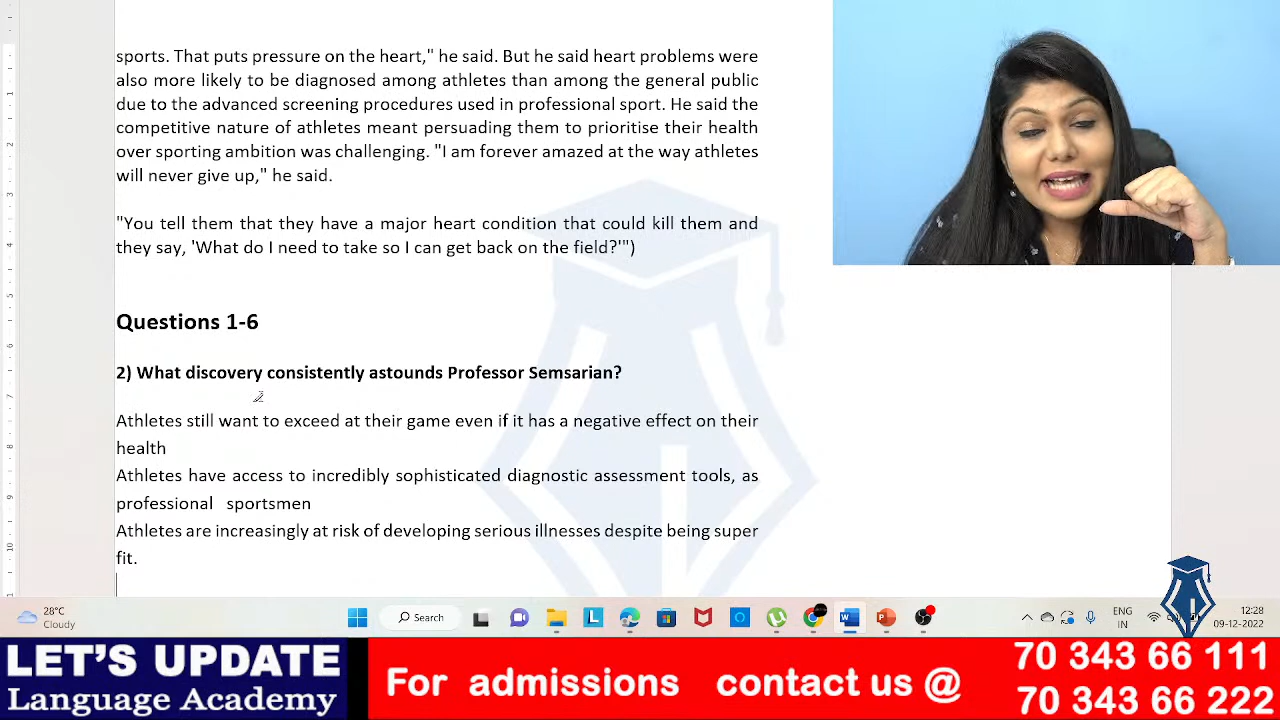 sports. That puts pressure on the heart," he said. But he said heart problems were
also more likely to be diagnosed among athletes than among the general public
due to the advanced screening procedures used in professional sport. He said the
competitive nature of athletes meant persuading them to prioritise their health
over sporting ambition was challenging. "I am forever amazed at the way athletes
will never give up," he said.
"You tell them that they have a major heart condition that could kill them and
they say, 'What do I need to take so I can get back on the field?'")
Questions 1-6
2) What discovery consistently astounds Professor Semsarian?
Athletes still want to exceed at their game even if it has a negative effect on their
health
Athletes have access to incredibly sophisticated diagnostic assessment tools, as
professional sportsmen
Athletes are increasingly at risk of developing serious illnesses despite being super
fit.
28°C
Cloudy
Search
ENG
IN
12:28
09-12-2022
LET'S UPDATE
Language Academy
For admissions contact us @
70 343 66 111
70 343 66 222